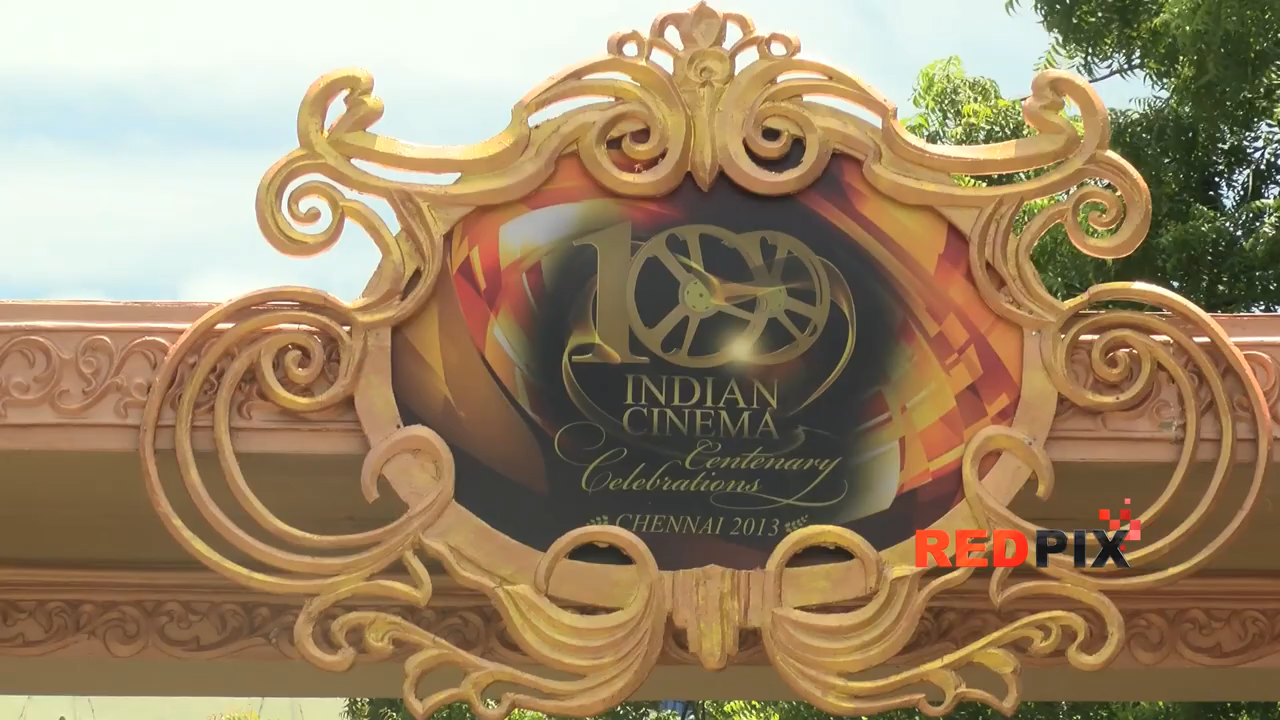 100
INDIAN
CINEMA
Centenary
Celebrations
CHENNAI 2013
REDPIX